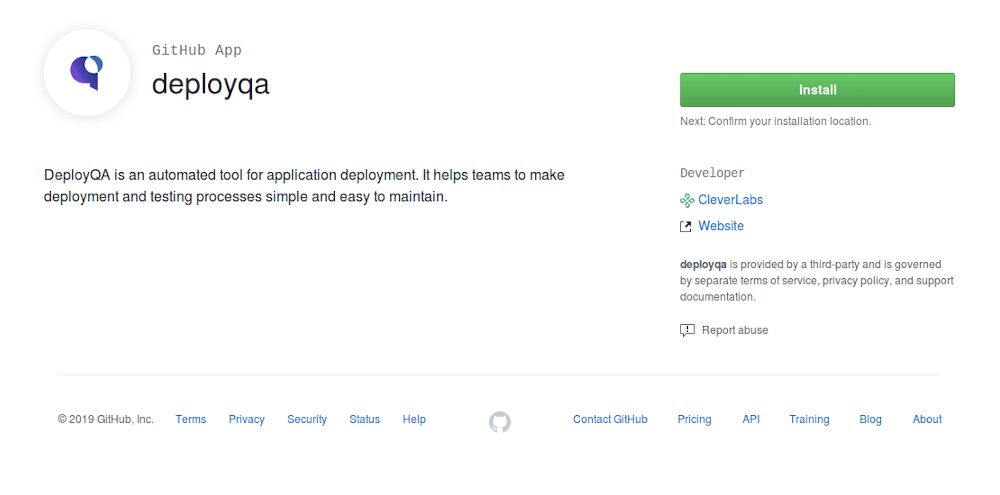 GitHub App
deployqa
Install
Next: Confirm your installation location.
DeployQA is an automated tool for application deployment. It helps teams to make
deployment and testing processes simple and easy to maintain.
Developer
CleverLabs
Website
deployqa is provided by a third-party and is governed
by separate terms of service, privacy policy, and support
documentation.
Report abuse
© 2019 GitHub, Inc. Terms Privacy Security Status Help Contact GitHub Pricing API Training Blog About